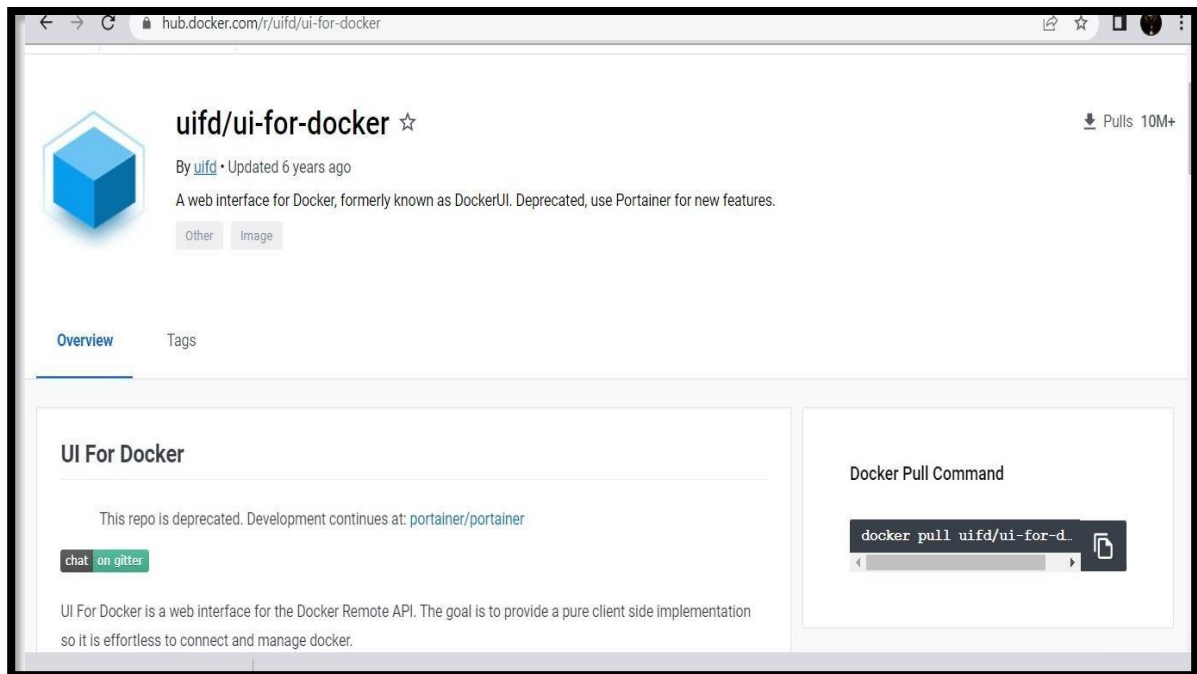 hub.docker.com/r/uifd/ui-for-docker
uifd/ui-for-docker
Pulls 10M+
By uifd • Updated 6 years ago
A web interface for Docker, formerly known as DockerUI. Deprecated, use Portainer for new features.
Other Image
Overview Tags
UI For Docker
This repo is deprecated. Development continues at: portainer/portainer
chat on gitter
UI For Docker is a web interface for the Docker Remote API. The goal is to provide a pure client side implementation
so it is effortless to connect and manage docker.
Docker Pull Command
docker pull uifd/ui-for-d…